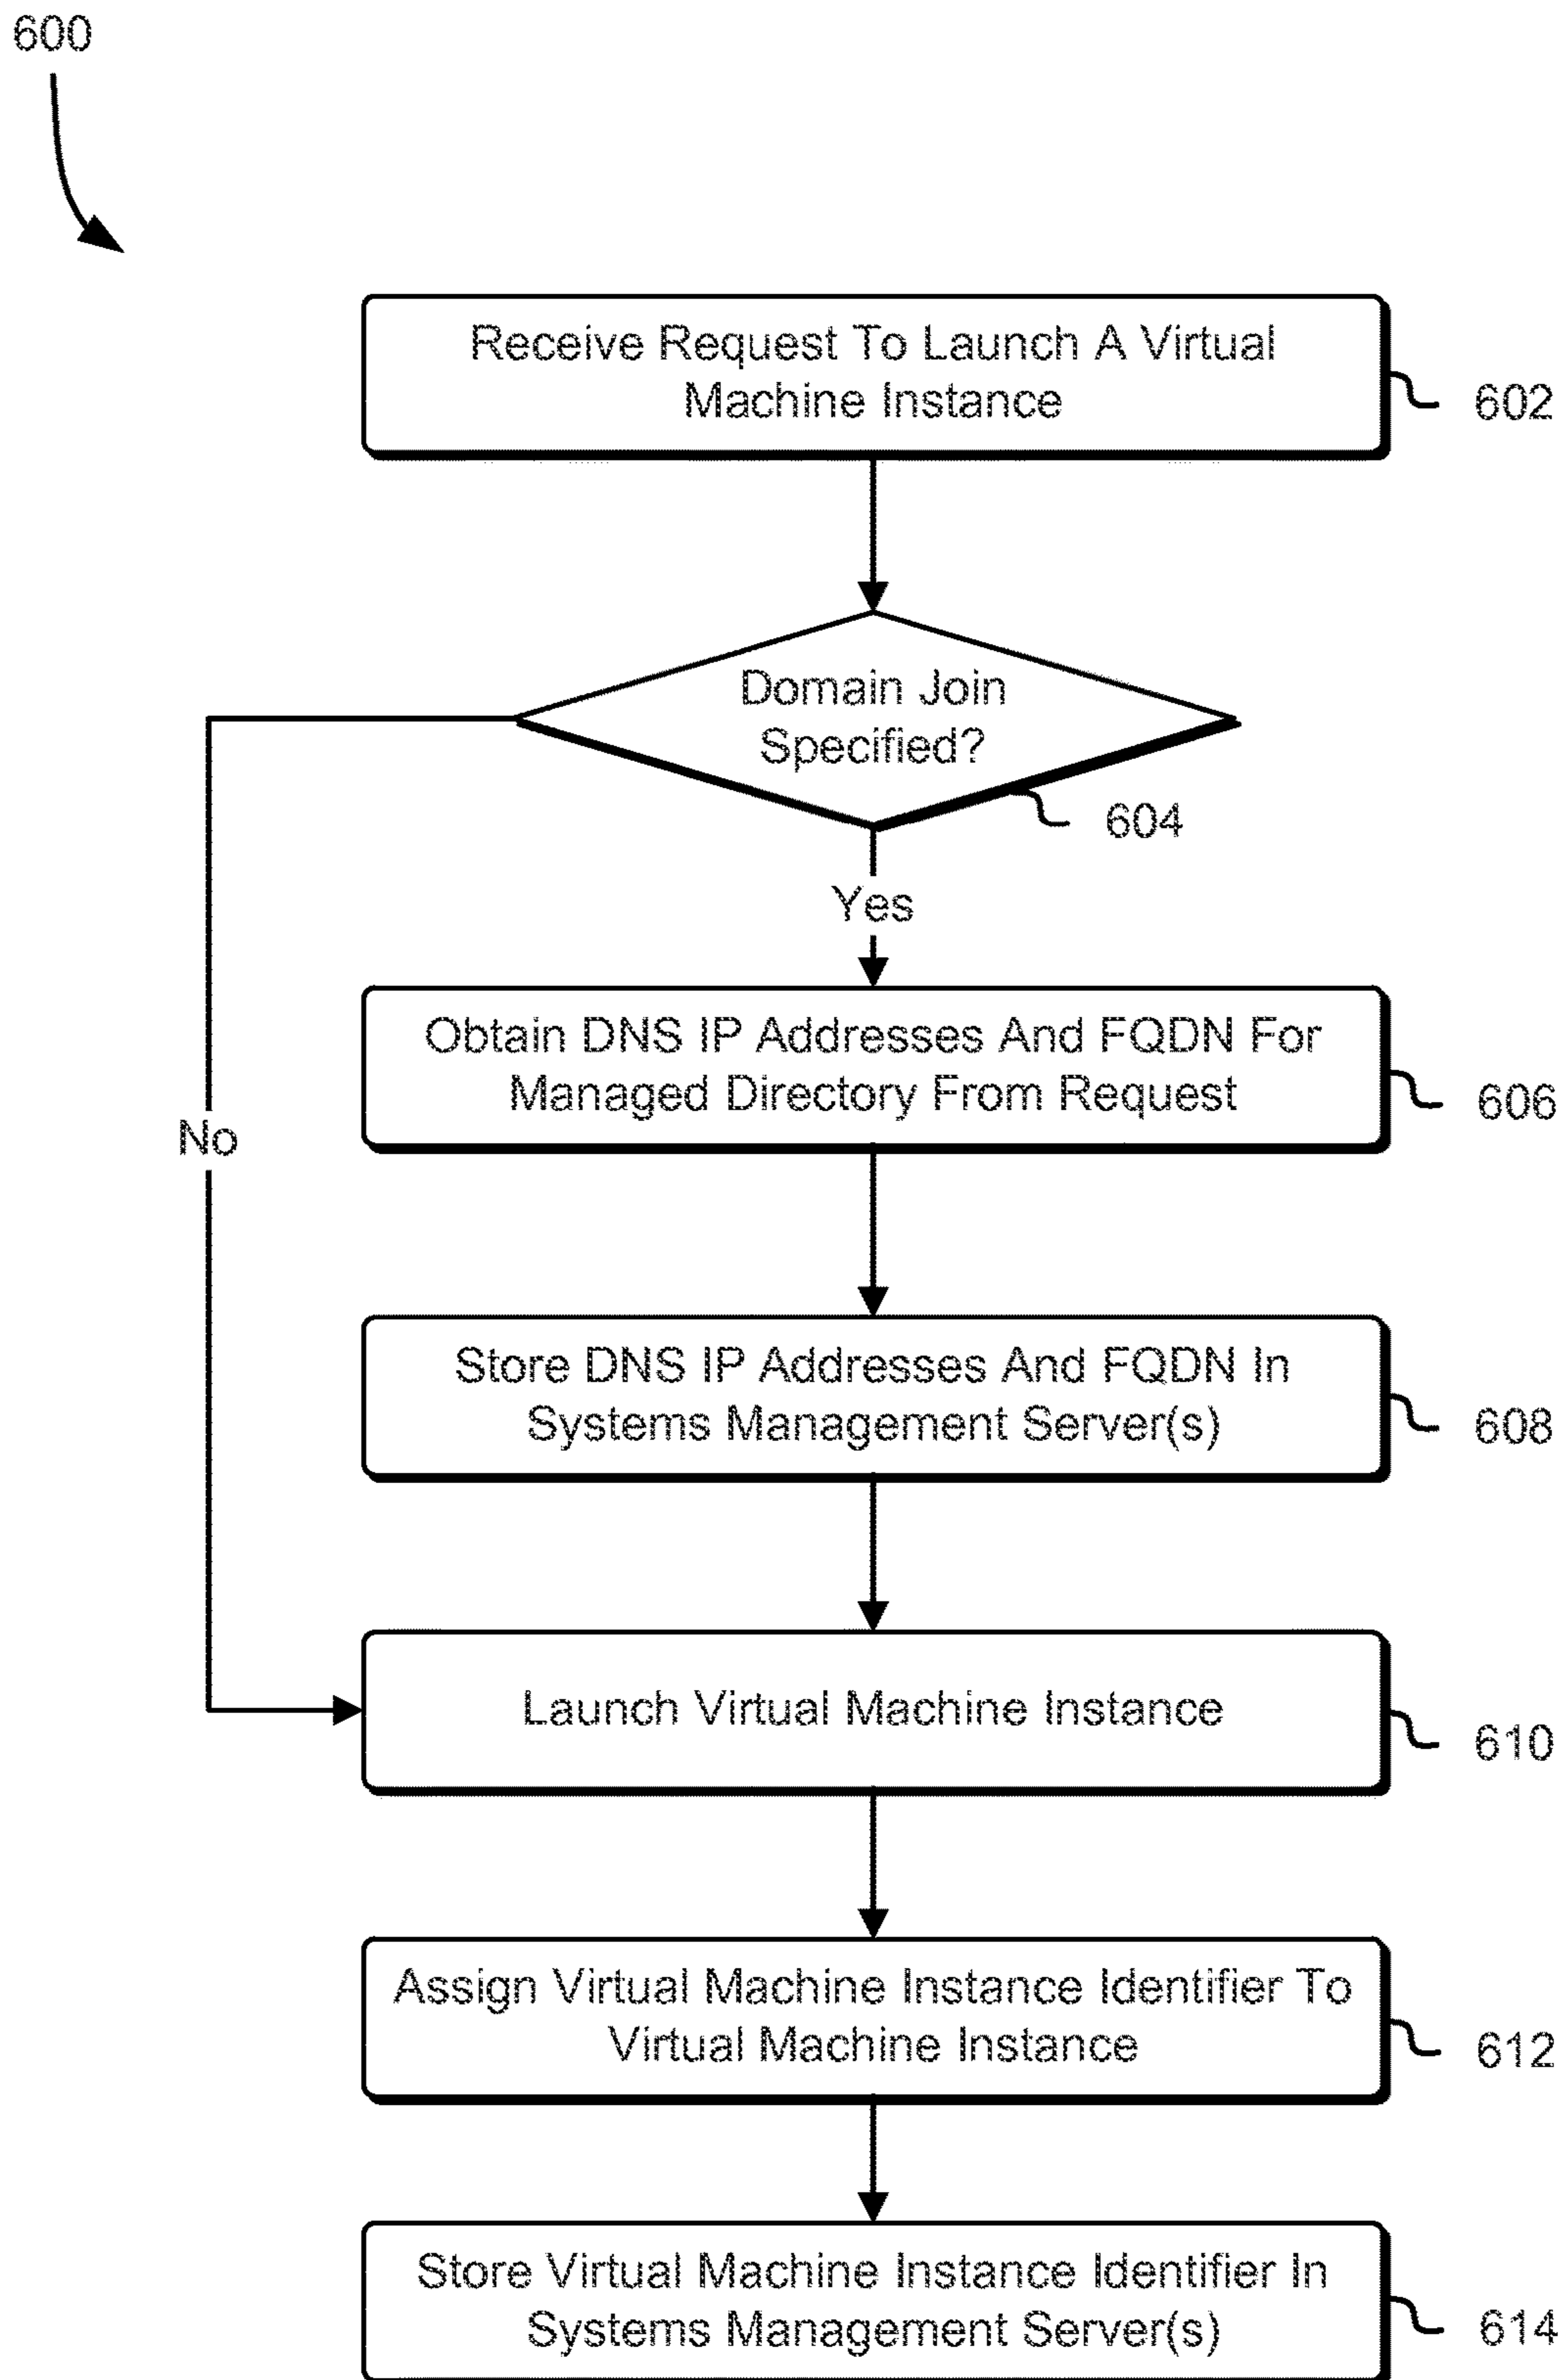 600
Receive Request To Launch A Virtual
Machine Instance
602
Domain Join
Specified?
604
Yes
Obtain DNS IP Addresses And FQDN For
Managed Directory From Request
606
No
Store DNS IP Addresses And FQDN In
Systems Management Server(s)
608
Launch Virtual Machine Instance
610
Assign Virtual Machine Instance Identifier To
Virtual Machine Instance
612
Store Virtual Machine Instance Identifier In
Systems Management Server(s)
614